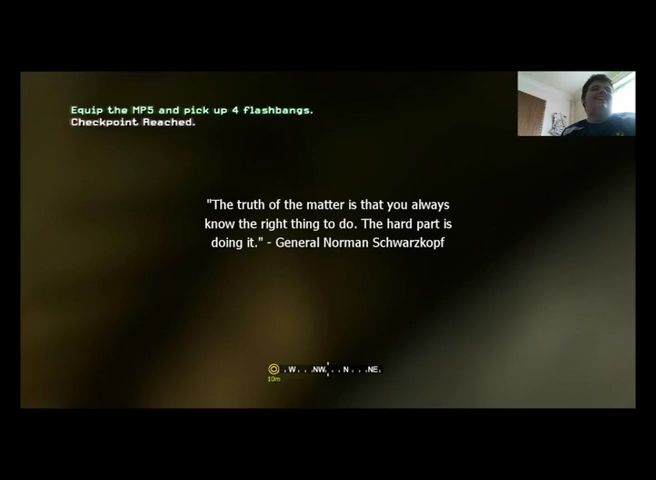 Equip the MP5 and pick up 4 flashbangs.
Checkpoint Reached.
"The truth of the matter is that you always
know the right thing to do. The hard part is
doing it." - General Norman Schwarzkopf
W NW N NE
10m